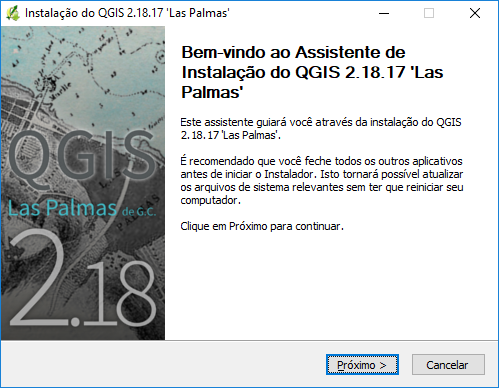 Instalação do QGIS 2.18.17 'Las Palmas'
QGIS
Las Palmas de G.C.
2.18
Bem-vindo ao Assistente de
Instalação do QGIS 2.18.17 'Las
Palmas'
Este assistente guiará você através da instalação do QGIS
2.18.17 'Las Palmas'.
É recomendado que você feche todos os outros aplicativos
antes de iniciar o Instalador. Isto tornará possível atualizar
os arquivos de sistema relevantes sem ter que reiniciar seu
computador.
Clique em Próximo para continuar.
Próximo >
Cancelar